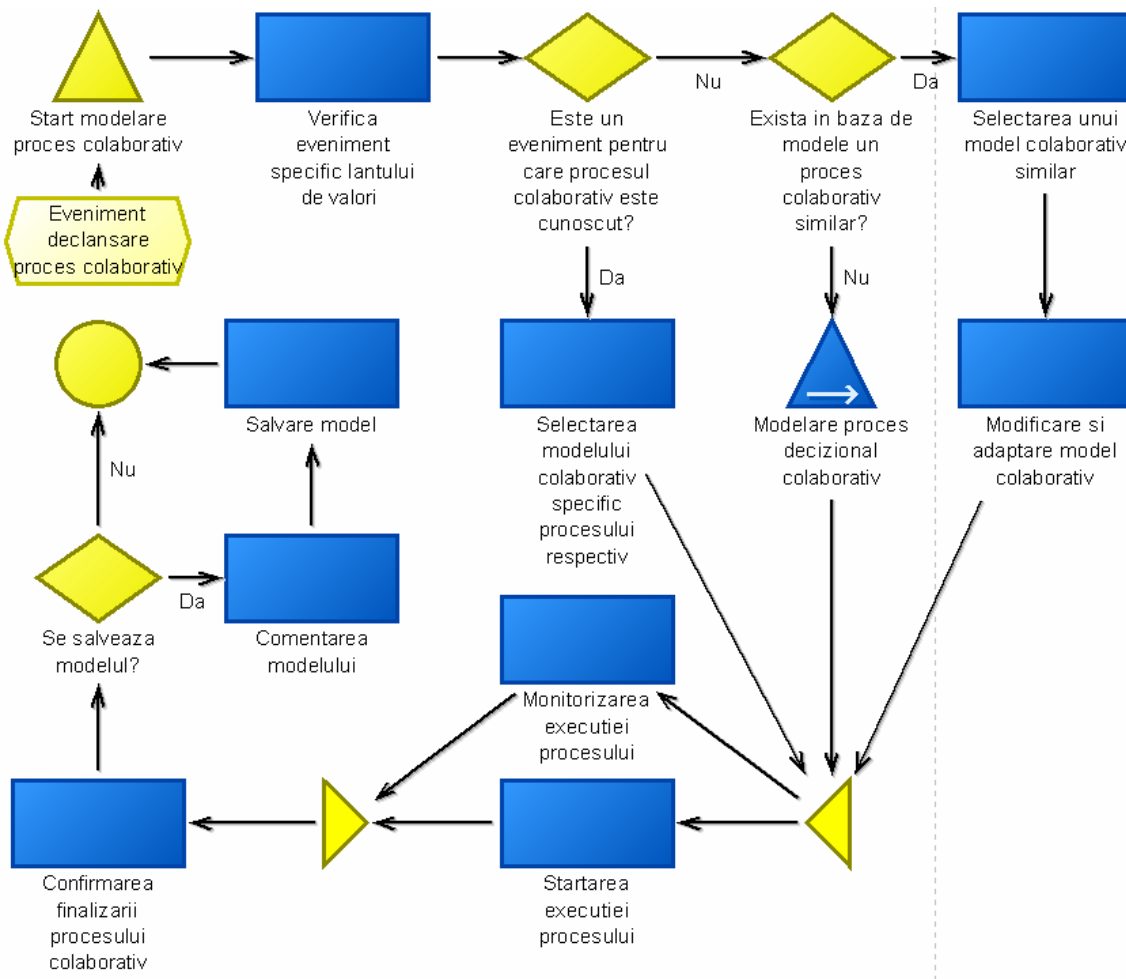 Start modelare
proces colaborativ
Verifica
eveniment
specific lantului
de valori
Este un
eveniment pentru
care procesul
colaborativ este
cunoscut?
Nu
Exista in baza de
modele un
proces
colaborativ
similar?
Da
Selectarea unui
model colaborativ
similar
Eveniment
declansare
proces colaborativ
Da
Nu
Salvare model
Selectarea
modelului
colaborativ
specific
procesului
respectiv
Modelare proces
decizional
colaborativ
Modificare si
adaptare model
colaborativ
Nu
Se salveaza
modelul?
Da
Comentarea
modelului
Monitorizarea
executiei
procesului
Confirmarea
finalizarii
procesului
colaborativ
Startarea
executiei
procesului